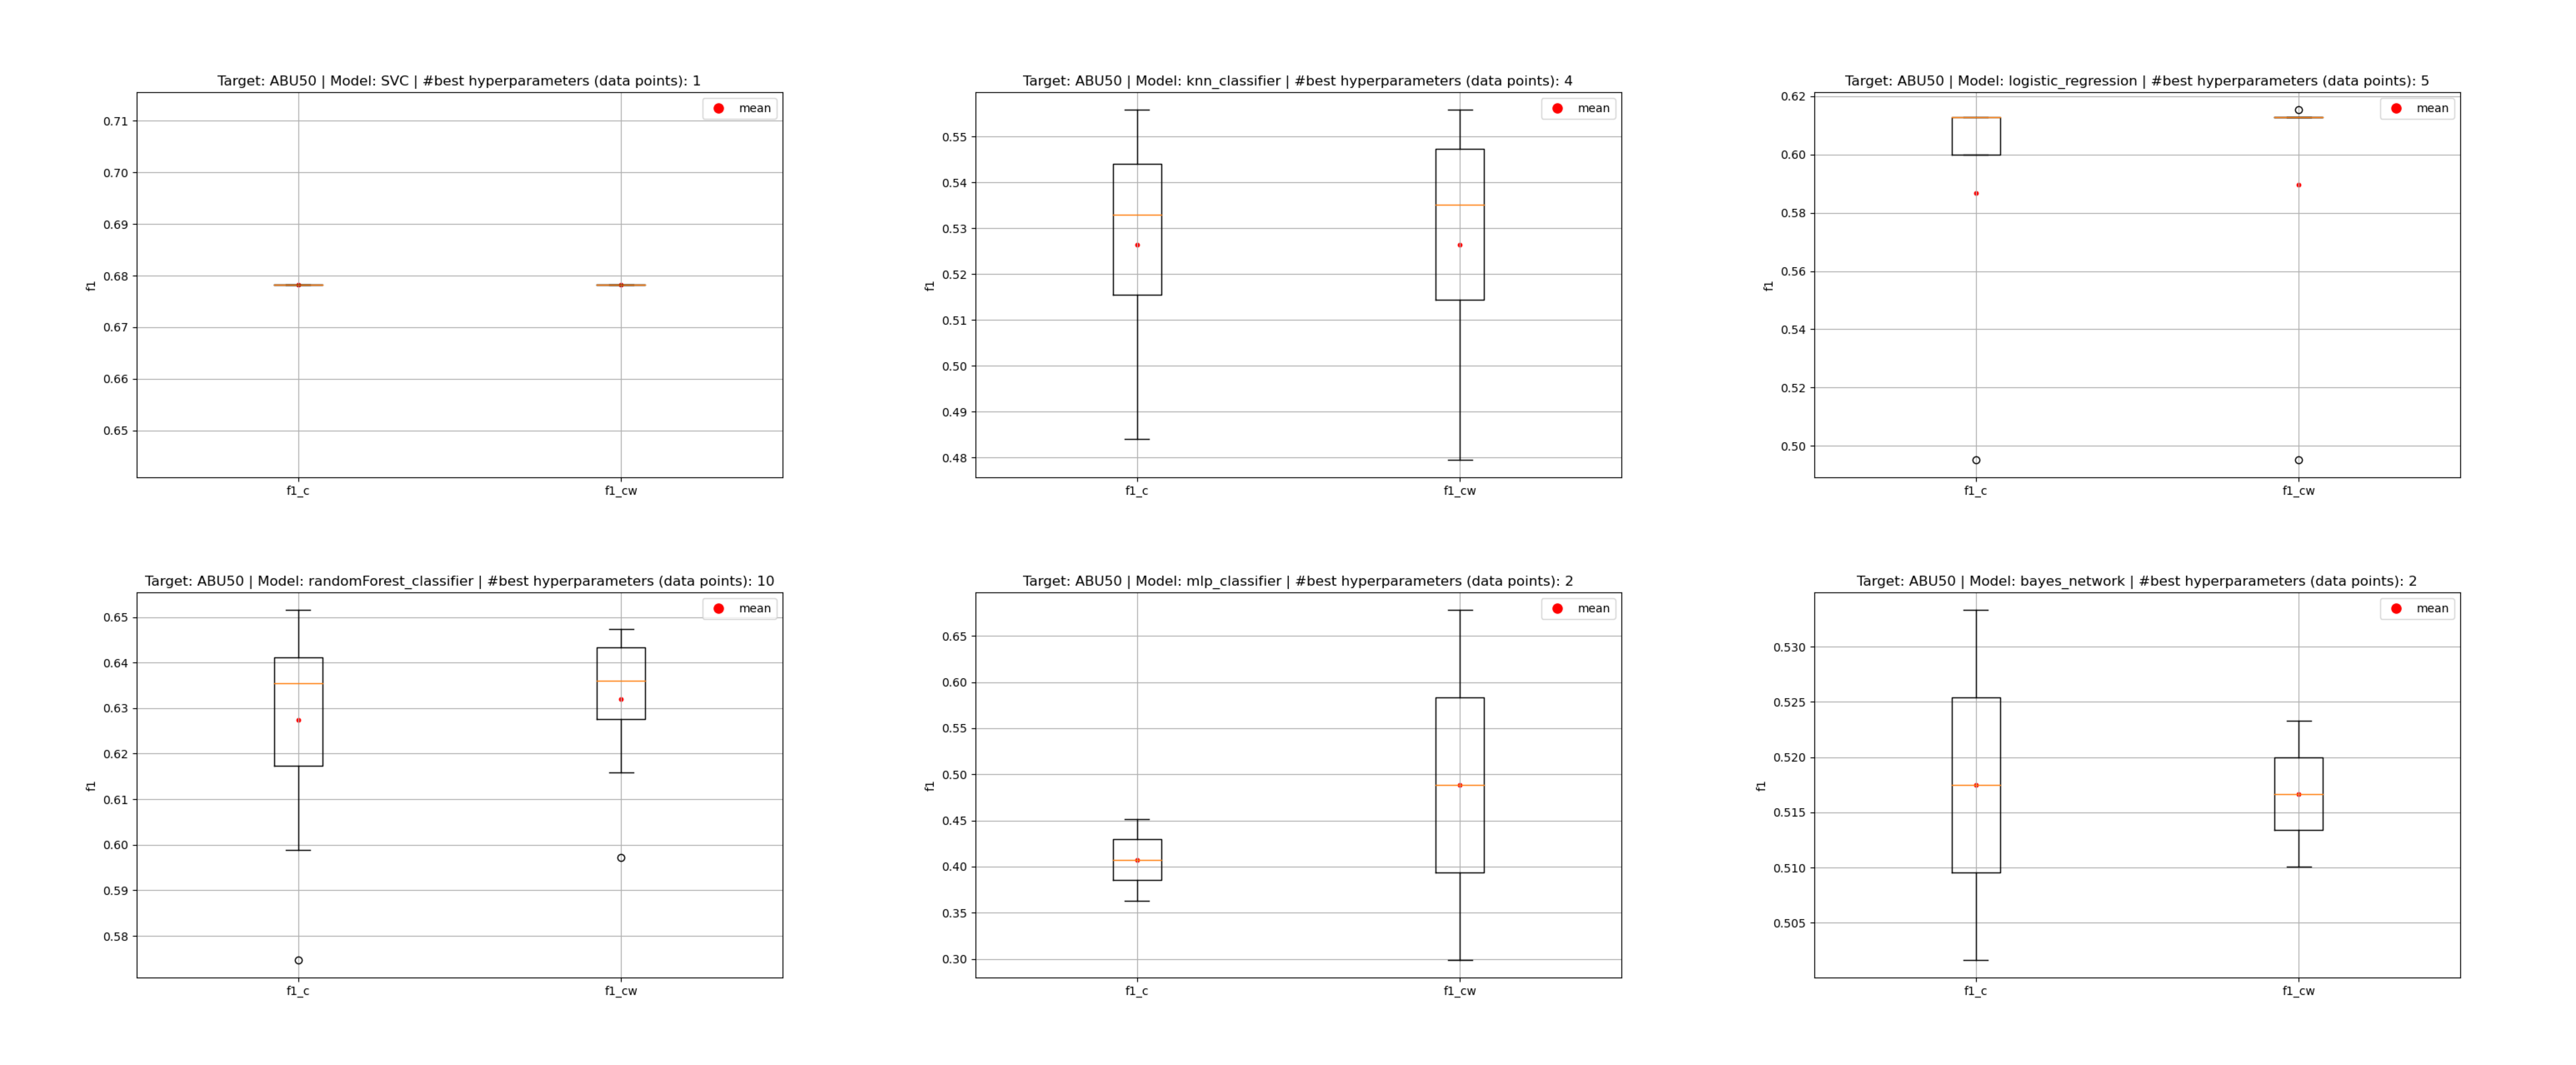 Target: ABU50 | Model: SVC | #best hyperparameters (data points): 1
mean
0.71
0.70
0.69
0.68
0.67
0.66
0.65
f1
f1_c
f1_cw
Target: ABU50 | Model: knn_classifier | #best hyperparameters (data points): 4
mean
0.55
0.54
0.53
0.52
0.51
0.50
0.49
0.48
f1
f1_c
f1_cw
Target: ABU50 | Model: logistic_regression | #best hyperparameters (data points): 5
mean
0.62
0.60
0.58
0.56
0.54
0.52
0.50
f1
f1_c
f1_cw
Target: ABU50 | Model: randomForest_classifier | #best hyperparameters (data points): 10
mean
0.65
0.64
0.63
0.62
0.61
0.60
0.59
0.58
f1
f1_c
f1_cw
Target: ABU50 | Model: mlp_classifier | #best hyperparameters (data points): 2
mean
0.65
0.60
0.55
0.50
0.45
0.40
0.35
0.30
f1
f1_c
f1_cw
Target: ABU50 | Model: bayes_network | #best hyperparameters (data points): 2
mean
0.530
0.525
0.520
0.515
0.510
0.505
f1
f1_c
f1_cw